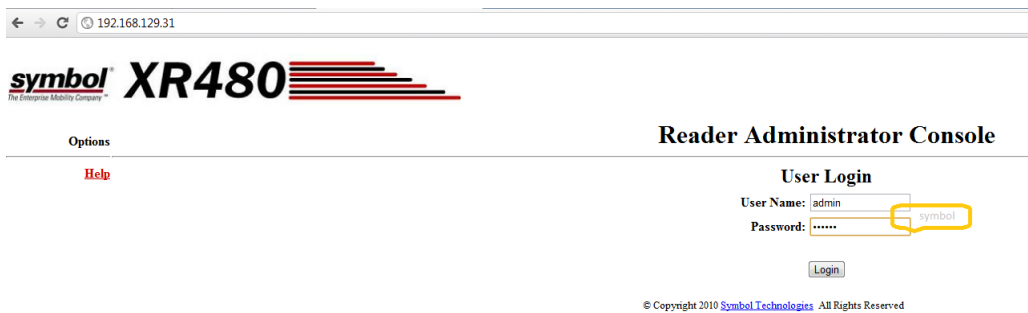 192.168.129.31
symbol XR480
The Enterprise Mobility Company™
Options
Reader Administrator Console
Help
User Login
User Name: admin
Password: ••••••
symbol
Login
© Copyright 2010 Symbol Technologies All Rights Reserved